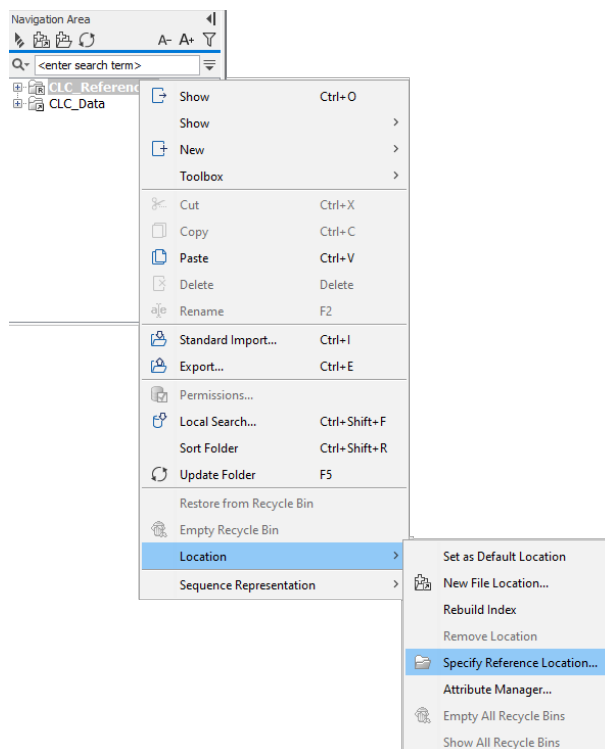 Navigation Area
A- A+
<enter search term>
CLC_Referenc
CLC_Data
Show Ctrl+O
Show
New
Toolbox
Cut Ctrl+X
Copy Ctrl+C
Paste Ctrl+V
Delete Delete
Rename F2
Standard Import... Ctrl+I
Export... Ctrl+E
Permissions...
Local Search... Ctrl+Shift+F
Sort Folder Ctrl+Shift+R
Update Folder F5
Restore from Recycle Bin
Empty Recycle Bin
Location
Sequence Representation
Set as Default Location
New File Location...
Rebuild Index
Remove Location
Specify Reference Location...
Attribute Manager...
Empty All Recycle Bins
Show All Recycle Bins